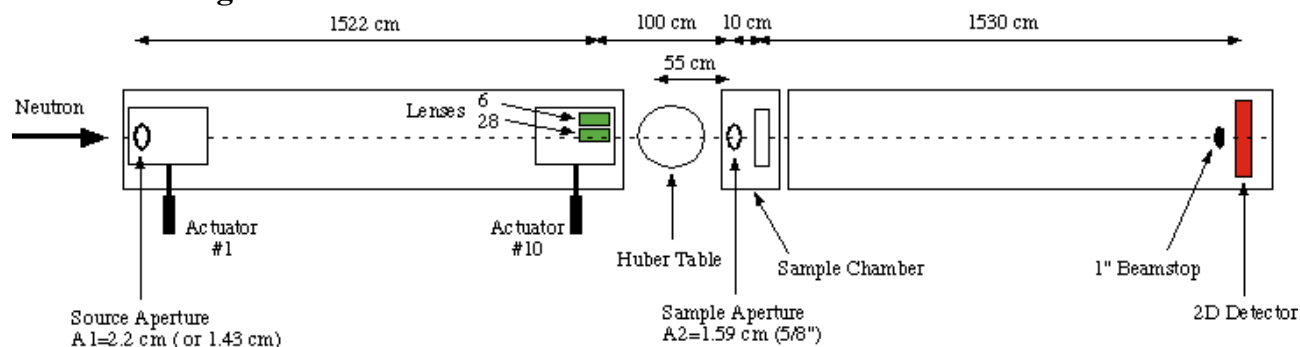 1522 cm
100 cm
10 cm
1530 cm
55 cm
Neutron
Lenses
6
28
Actuator
#1
Actuator
#10
Huber Table
Sample Chamber
1" Beamstop
Source Aperture
A1=2.2 cm ( or 1.43 cm)
Sample Aperture
A2=1.59 cm (5/8")
2D Detector